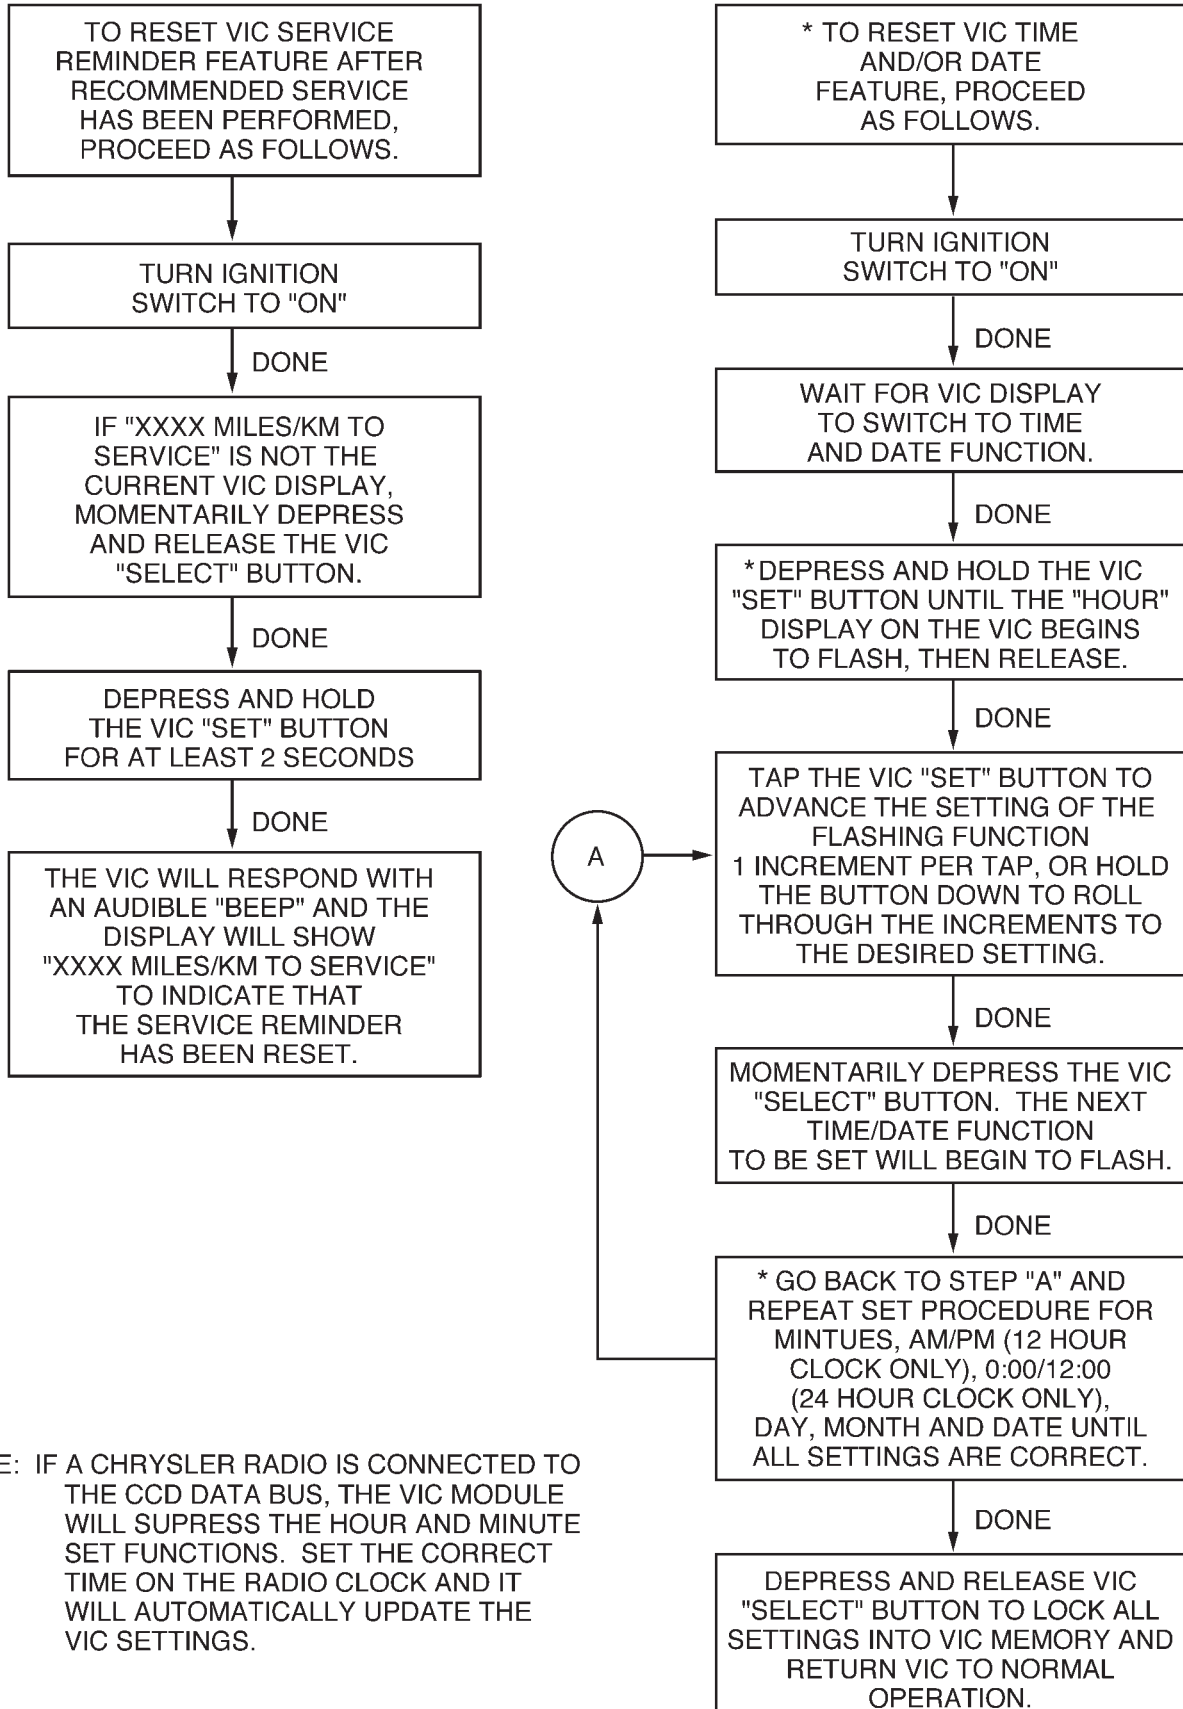 TO RESET VIC SERVICE
REMINDER FEATURE AFTER
RECOMMENDED SERVICE
HAS BEEN PERFORMED,
PROCEED AS FOLLOWS.
TURN IGNITION
SWITCH TO "ON"
DONE
IF "XXXX MILES/KM TO
SERVICE" IS NOT THE
CURRENT VIC DISPLAY,
MOMENTARILY DEPRESS
AND RELEASE THE VIC
"SELECT" BUTTON.
DONE
DEPRESS AND HOLD
THE VIC "SET" BUTTON
FOR AT LEAST 2 SECONDS
DONE
THE VIC WILL RESPOND WITH
AN AUDIBLE "BEEP" AND THE
DISPLAY WILL SHOW
"XXXX MILES/KM TO SERVICE"
TO INDICATE THAT
THE SERVICE REMINDER
HAS BEEN RESET.
* TO RESET VIC TIME
AND/OR DATE
FEATURE, PROCEED
AS FOLLOWS.
TURN IGNITION
SWITCH TO "ON"
DONE
WAIT FOR VIC DISPLAY
TO SWITCH TO TIME
AND DATE FUNCTION.
DONE
*DEPRESS AND HOLD THE VIC
"SET" BUTTON UNTIL THE "HOUR"
DISPLAY ON THE VIC BEGINS
TO FLASH, THEN RELEASE.
DONE
A
TAP THE VIC "SET" BUTTON TO
ADVANCE THE SETTING OF THE
FLASHING FUNCTION
1 INCREMENT PER TAP, OR HOLD
THE BUTTON DOWN TO ROLL
THROUGH THE INCREMENTS TO
THE DESIRED SETTING.
DONE
MOMENTARILY DEPRESS THE VIC
"SELECT" BUTTON. THE NEXT
TIME/DATE FUNCTION
TO BE SET WILL BEGIN TO FLASH.
DONE
* GO BACK TO STEP "A" AND
REPEAT SET PROCEDURE FOR
MINTUES, AM/PM (12 HOUR
CLOCK ONLY), 0:00/12:00
(24 HOUR CLOCK ONLY),
DAY, MONTH AND DATE UNTIL
ALL SETTINGS ARE CORRECT.
DONE
DEPRESS AND RELEASE VIC
"SELECT" BUTTON TO LOCK ALL
SETTINGS INTO VIC MEMORY AND
RETURN VIC TO NORMAL
OPERATION.
E: IF A CHRYSLER RADIO IS CONNECTED TO
THE CCD DATA BUS, THE VIC MODULE
WILL SUPRESS THE HOUR AND MINUTE
SET FUNCTIONS. SET THE CORRECT
TIME ON THE RADIO CLOCK AND IT
WILL AUTOMATICALLY UPDATE THE
VIC SETTINGS.